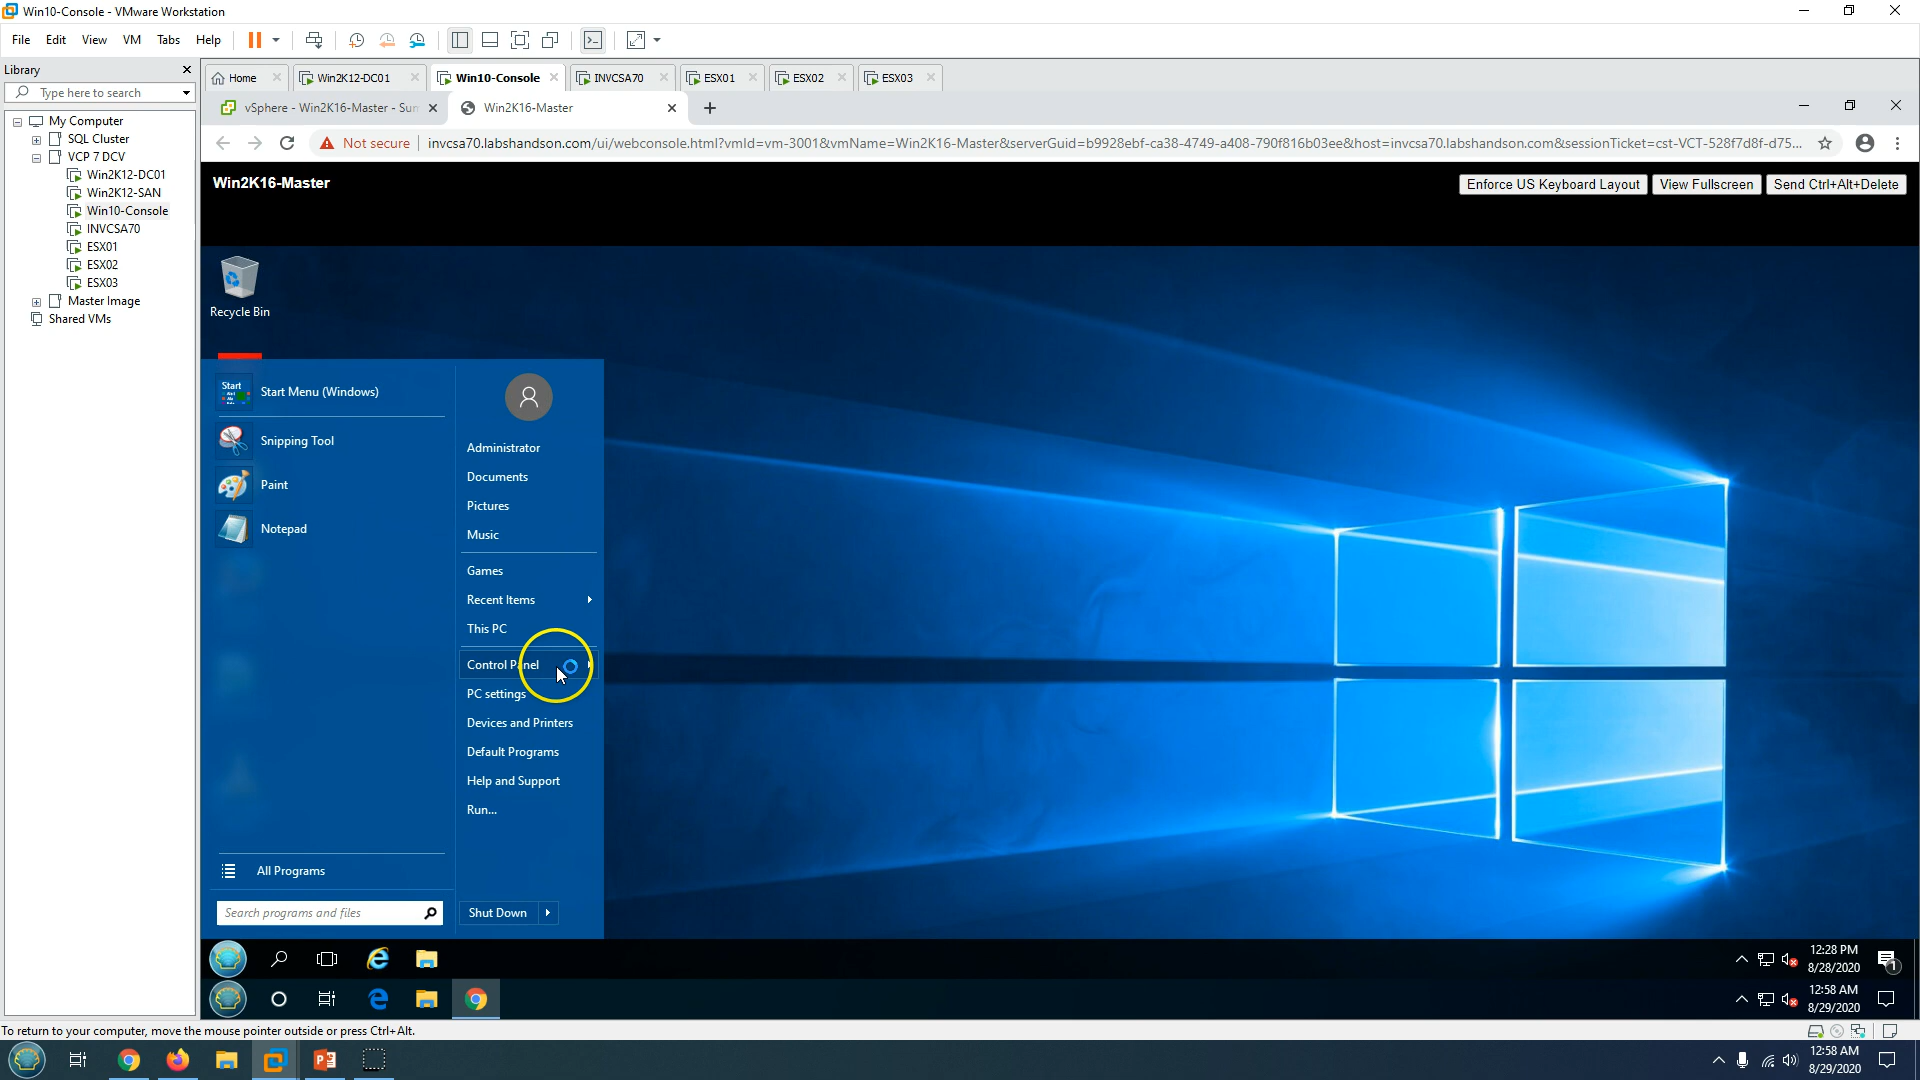 Win10-Console - VMware Workstation
File Edit View VM Tabs Help
Library
Type here to search
My Computer
SQL Cluster
VCP 7 DCV
Win2K12-DC01
Win2K12-SAN
Win10-Console
INVCSA70
ESX01
ESX02
ESX03
Master Image
Shared VMs
Home Win2K12-DC01 Win10-Console INVCSA70 ESX01 ESX02 ESX03
vSphere - Win2K16-Master - Sum Win2K16-Master
Not secure invcsa70.labshandson.com/ui/webconsole.html?vmId=vm-3001&vmName=Win2K16-Master&serverGuid=b9928ebf-ca38-4749-a408-790f816b03ee&host=invcsa70.labshandson.com&sessionTicket=cst-VCT-528f7d8f-d75...
Win2K16-Master
Enforce US Keyboard Layout View Fullscreen Send Ctrl+Alt+Delete
Recycle Bin
Start
Start Menu (Windows)
Snipping Tool
Paint
Notepad
All Programs
Search programs and files
Administrator
Documents
Pictures
Music
Games
Recent Items
This PC
Control Panel
PC settings
Devices and Printers
Default Programs
Help and Support
Run...
Shut Down
12:28 PM
8/28/2020
1
12:58 AM
8/29/2020
To return to your computer, move the mouse pointer outside or press Ctrl+Alt.
12:58 AM
8/29/2020